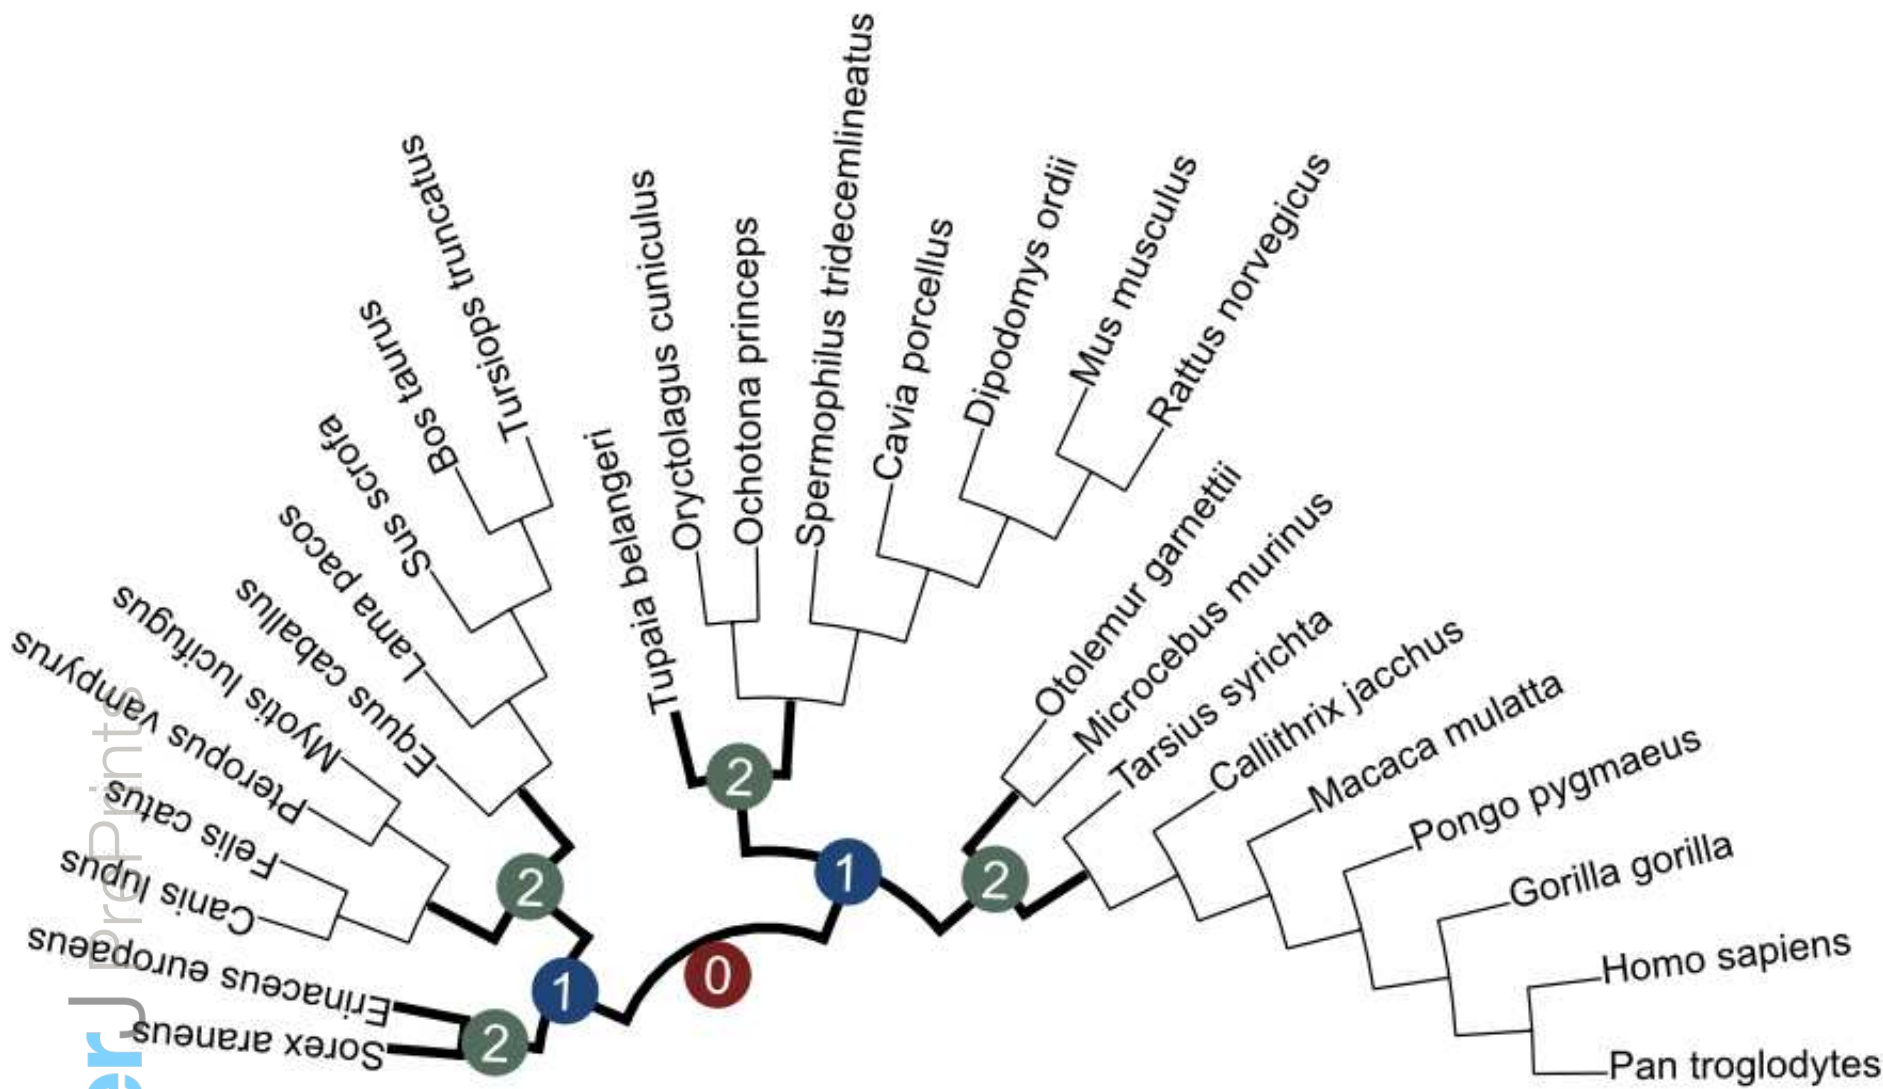 Tursiops truncatus
Bos taurus
Sus scrofa
Lama pacos
Equus caballus
Myotis lucifugus
Pteropus vampyrus
Felis catus
Canis lupus
Erinaceus europaeus
Sorex araneus
Tupaia belangeri
Oryctolagus cuniculus
Ochotona princeps
Spermophilus tridecemlineatus
Cavia porcellus
Dipodomys ordii
Mus musculus
Rattus norvegicus
Otolemur garnettii
Microcebus murinus
Tarsius syrichta
Callithrix jacchus
Macaca mulatta
Pongo pygmaeus
Gorilla gorilla
Homo sapiens
Pan troglodytes
2
2
2
1
2
1
0
erJ PrePrints